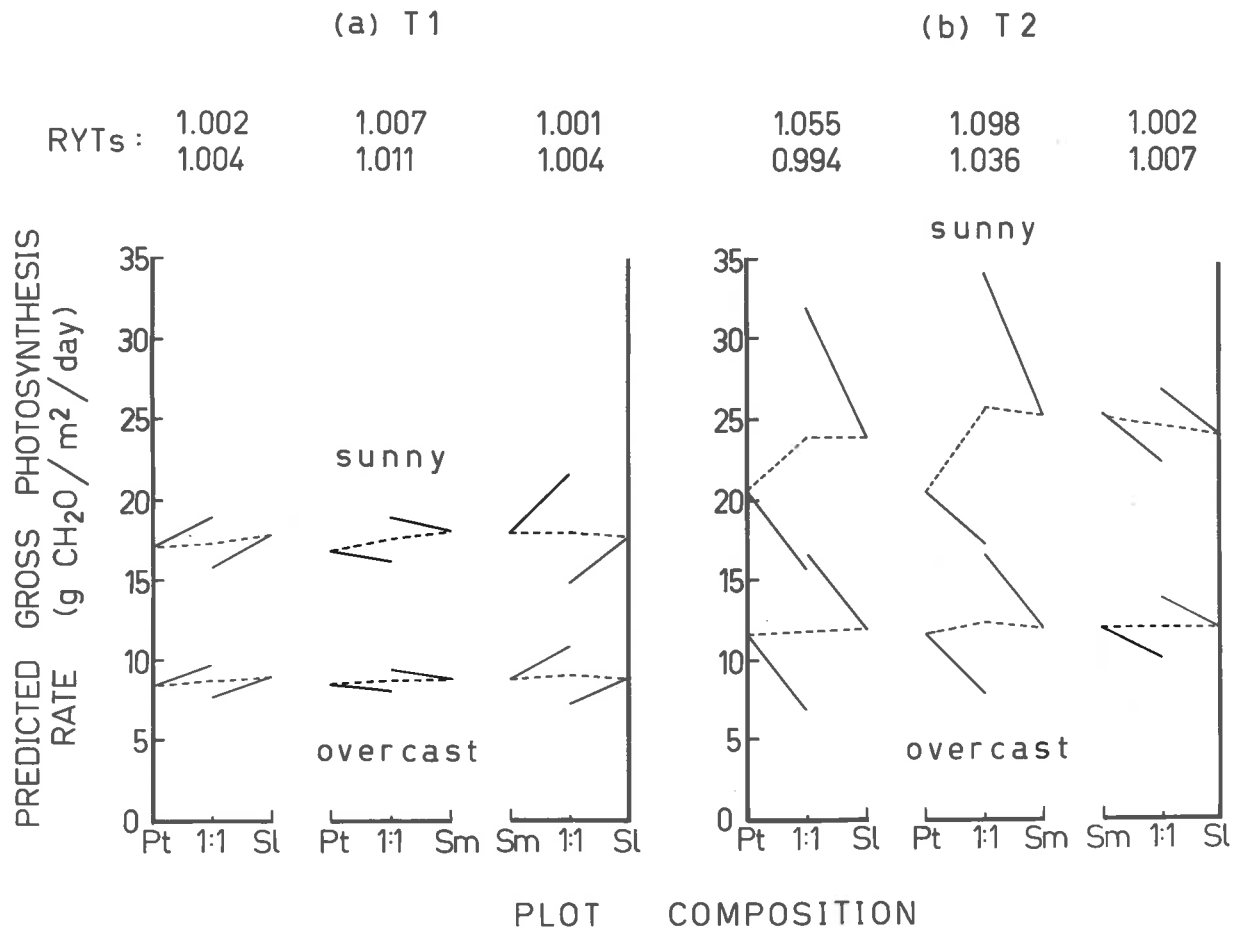 (a) T1
(b) T2
RYTs:
1.002 1.007 1.001 1.055 1.098 1.002
1.004 1.011 1.004 0.994 1.036 1.007
PREDICTED GROSS PHOTOSYNTHESIS
RATE (g CH₂O/m²/day)
35
30
25
20
15
10
5
0
sunny
overcast
Pt 1:1 Sl
Pt 1:1 Sm
Sm 1:1 Sl
35
30
25
20
15
10
5
0
sunny
overcast
Pt 1:1 Sl
Pt 1:1 Sm
Sm 1:1 Sl
PLOT COMPOSITION